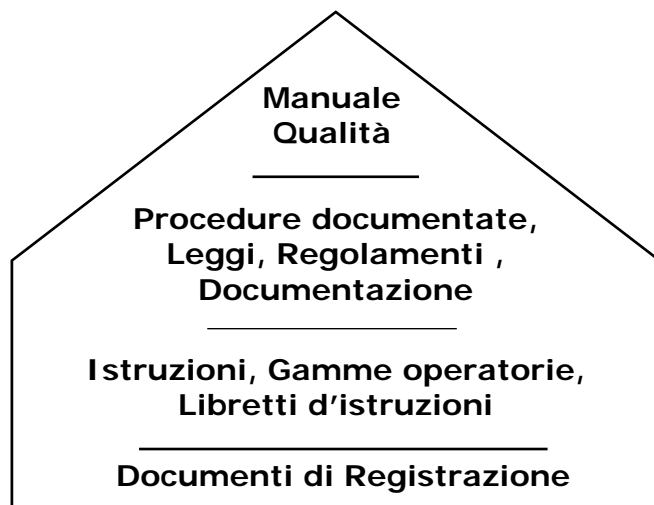 Manuale
Qualità
Procedure documentate,
Leggi, Regolamenti ,
Documentazione
Istruzioni, Gamme operatorie,
Libretti d'istruzioni
Documenti di Registrazione